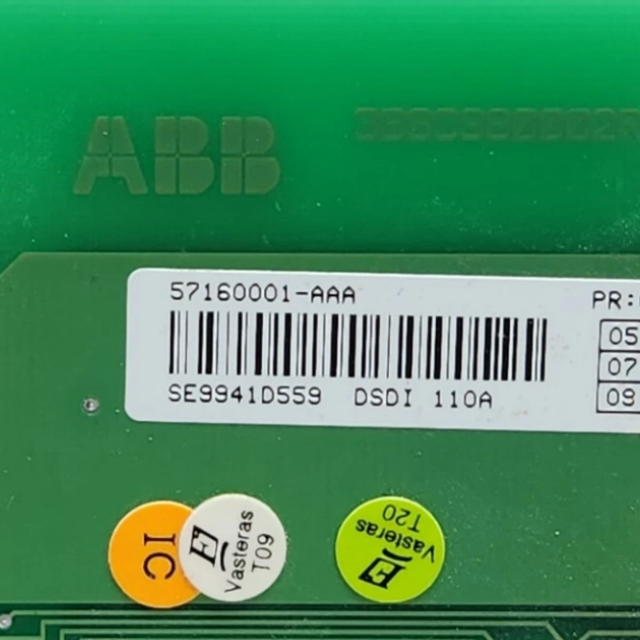 ABB
57160001-AAA
PR:
05
07
09
SE9941D559 DSDI 110A
IC
E
Vasteras
T09
E
Vasteras
T20